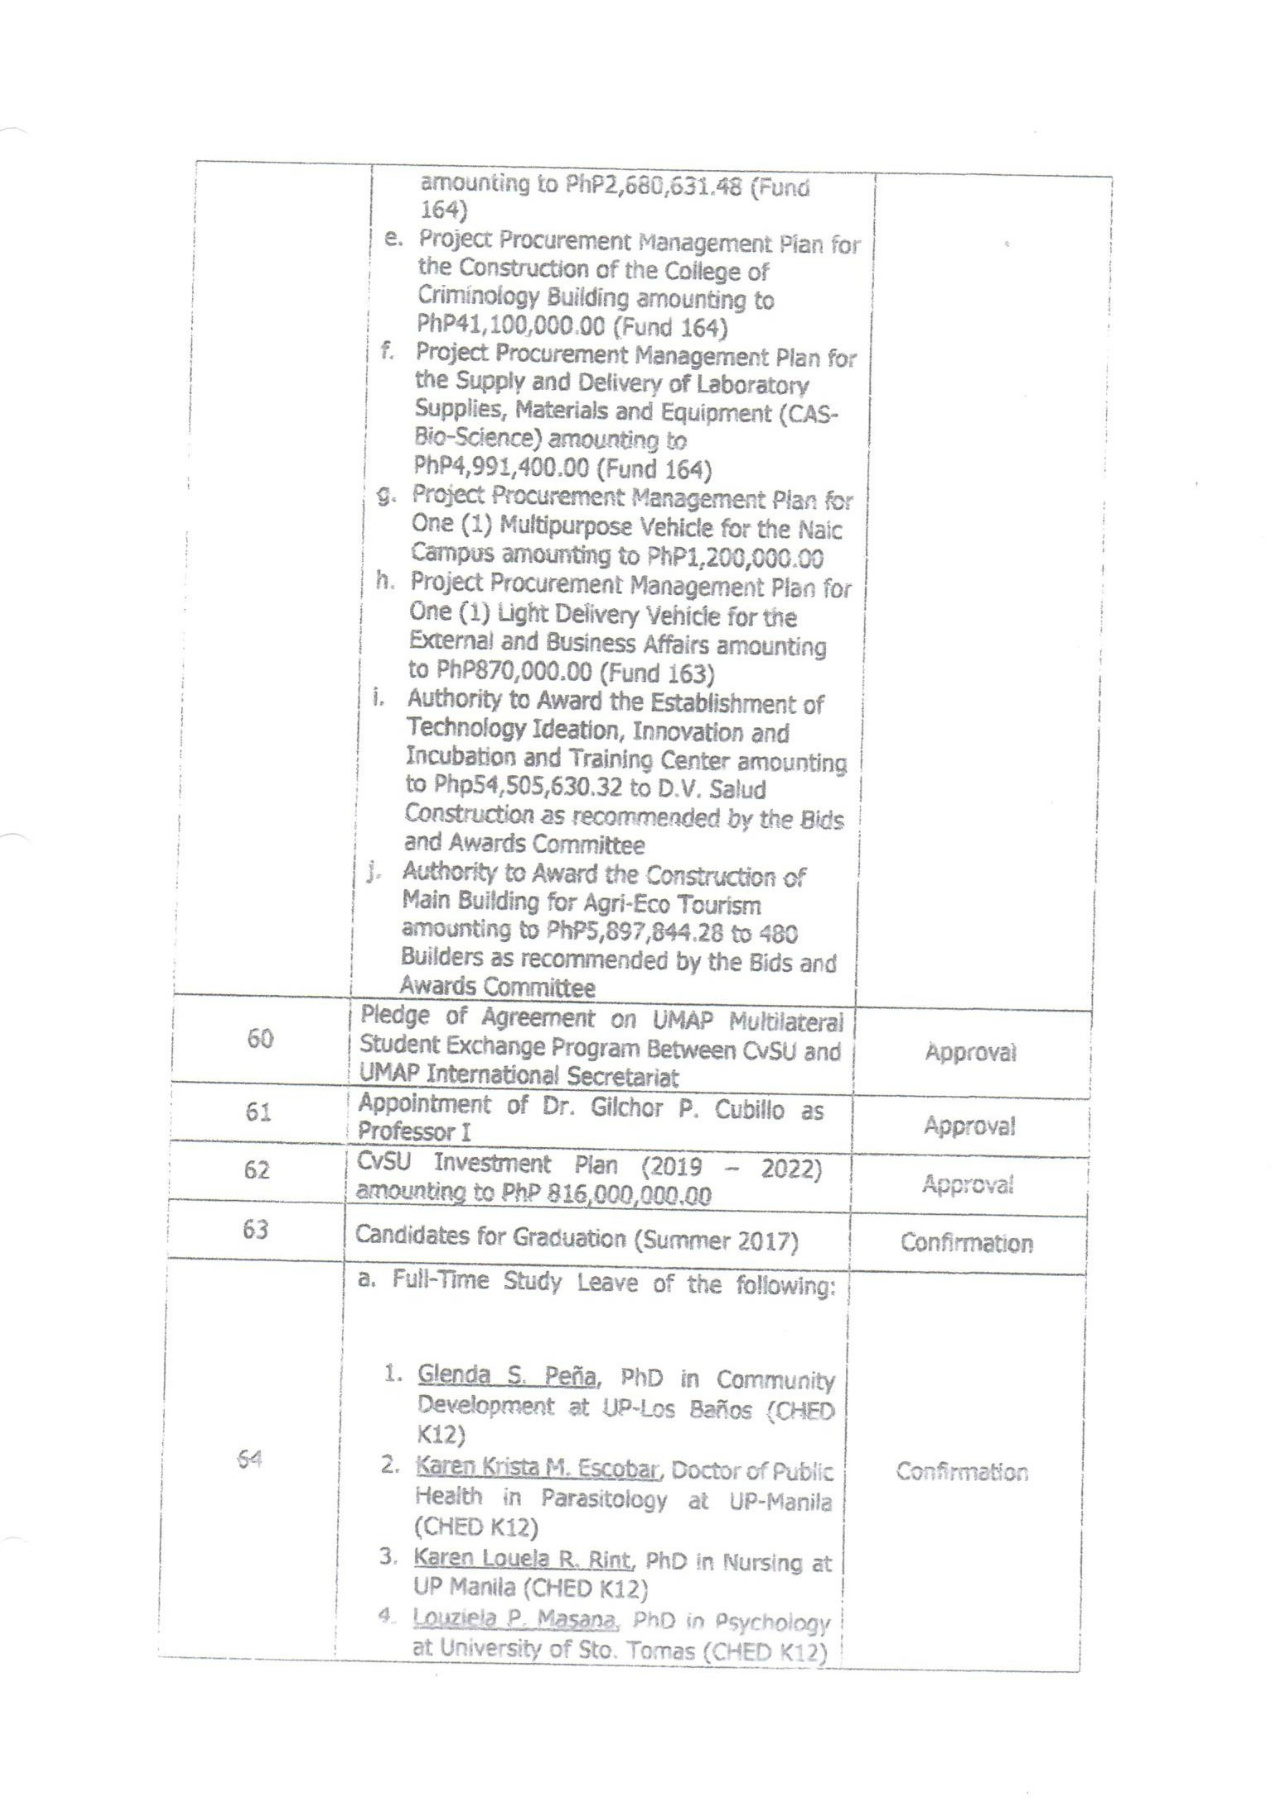 amounting to PhP2,680,631.48 (Fund
164)
e. Project Procurement Management Plan for
the Construction of the College of
Criminology Building amounting to
PhP41,100,000.00 (Fund 164)
f. Project Procurement Management Plan for
the Supply and Delivery of Laboratory
Supplies, Materials and Equipment (CAS-
Bio-Science) amounting to
PhP4,991,400.00 (Fund 164)
g. Project Procurement Management Plan for
One (1) Multipurpose Vehicle for the Naic
Campus amounting to PhP1,200,000.00
h. Project Procurement Management Plan for
One (1) Light Delivery Vehicle for the
External and Business Affairs amounting
to PhP870,000.00 (Fund 163)
i. Authority to Award the Establishment of
Technology Ideation, Innovation and
Incubation and Training Center amounting
to Php54,505,630.32 to D.V. Salud
Construction as recommended by the Bids
and Awards Committee
j. Authority to Award the Construction of
Main Building for Agri-Eco Tourism
amounting to PhP5,897,844.28 to 480
Builders as recommended by the Bids and
Awards Committee
60
Pledge of Agreement on UMAP Multilateral
Student Exchange Program Between CvSU and
UMAP International Secretariat
Approval
61
Appointment of Dr. Gilchor P. Cubillo as
Professor I
Approval
62
CvSU Investment Plan (2019 – 2022)
amounting to PhP 816,000,000.00
Approval
63
Candidates for Graduation (Summer 2017)
Confirmation
64
a. Full-Time Study Leave of the following:
1. Glenda S. Peña, PhD in Community
Development at UP-Los Baños (CHED
K12)
2. Karen Krista M. Escobar, Doctor of Public
Health in Parasitology at UP-Manila
(CHED K12)
3. Karen Louela R. Rint, PhD in Nursing at
UP Manila (CHED K12)
4. Louziela P. Masana, PhD in Psychology
at University of Sto. Tomas (CHED K12)
Confirmation